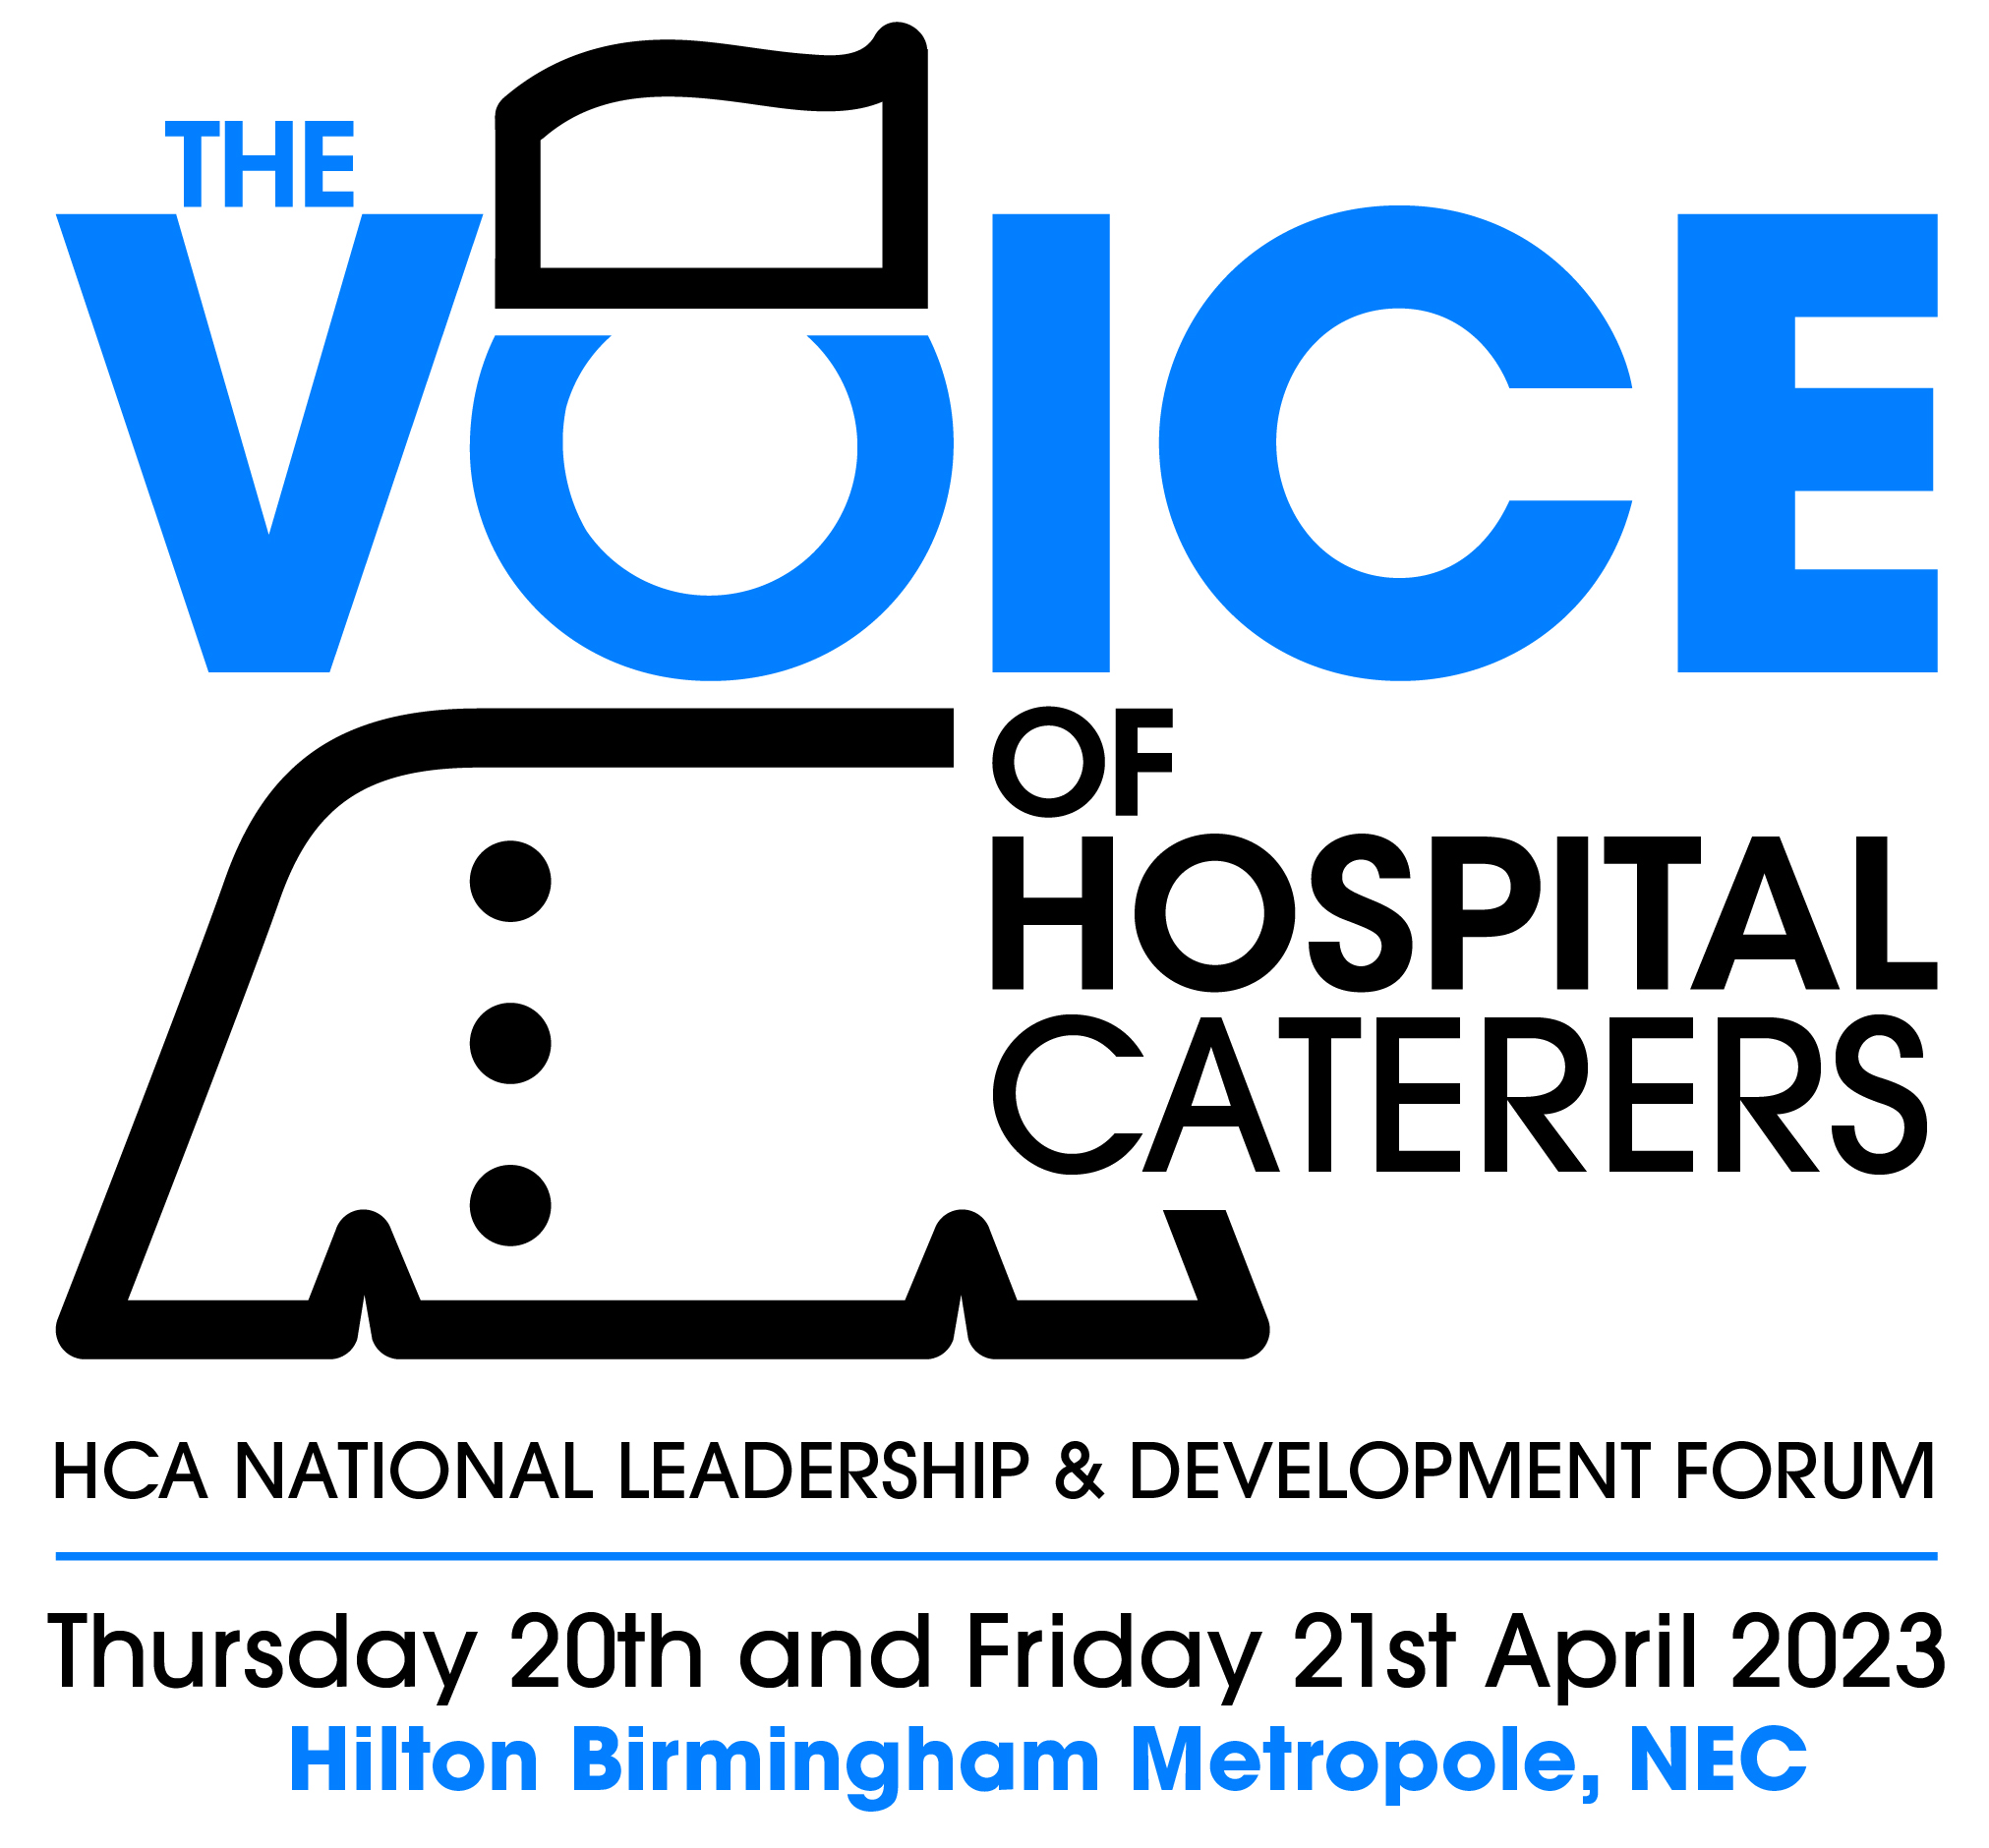 THE
VOICE
OF
HOSPITAL
CATERERS
HCA NATIONAL LEADERSHIP & DEVELOPMENT FORUM
Thursday 20th and Friday 21st April 2023
Hilton Birmingham Metropole, NEC